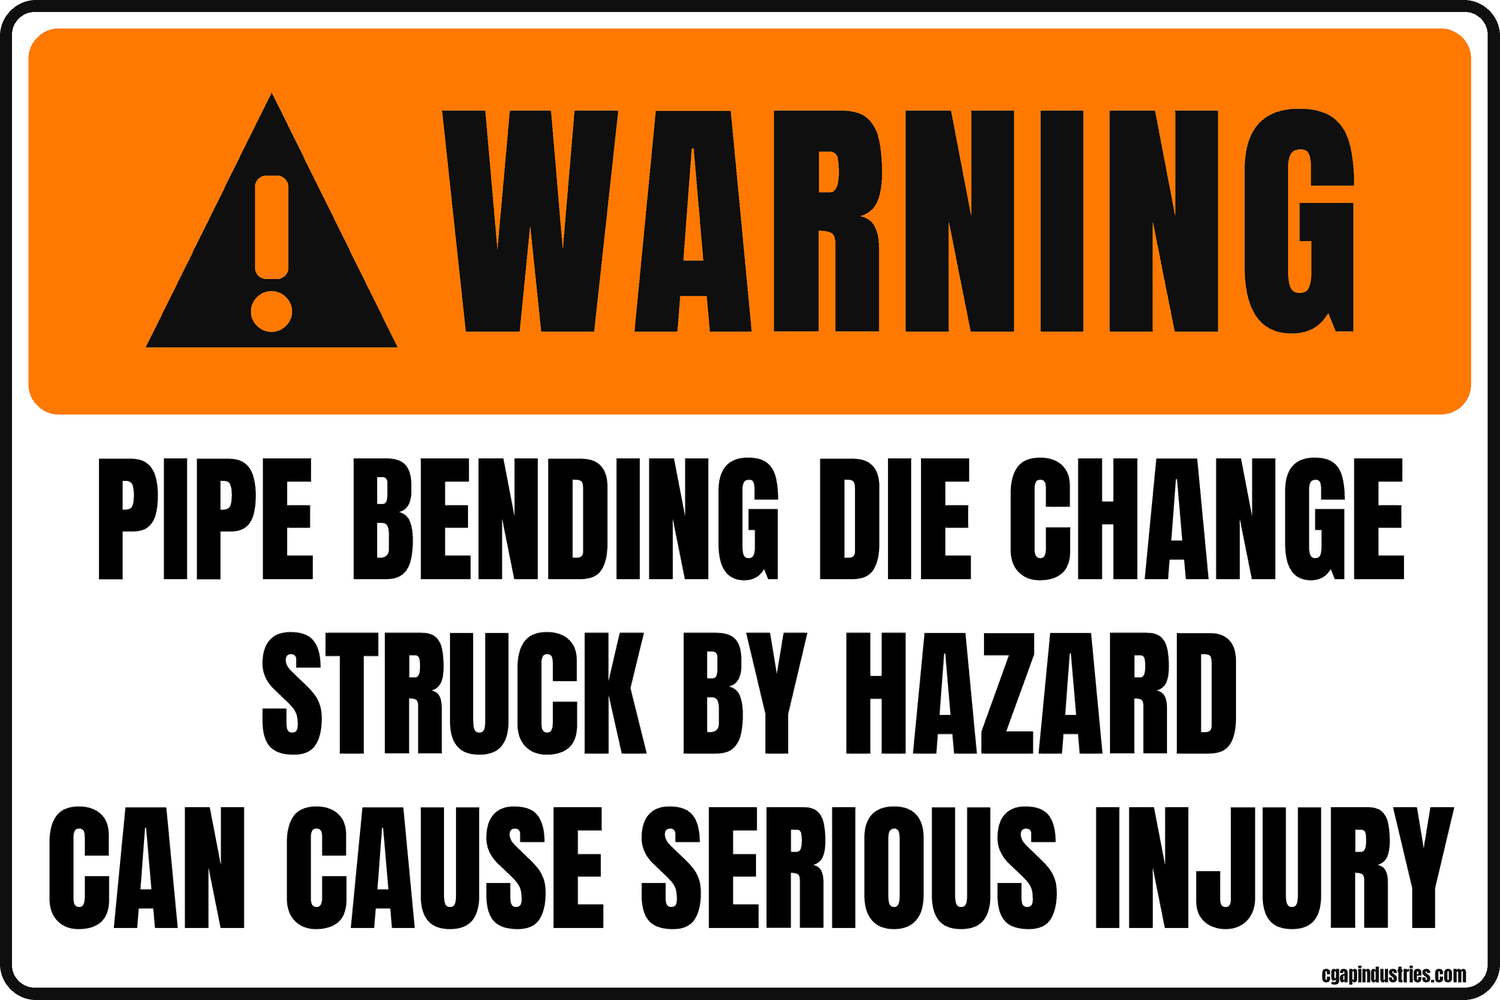 WARNING
PIPE BENDING DIE CHANGE
STRUCK BY HAZARD
CAN CAUSE SERIOUS INJURY
cgapindustries.com